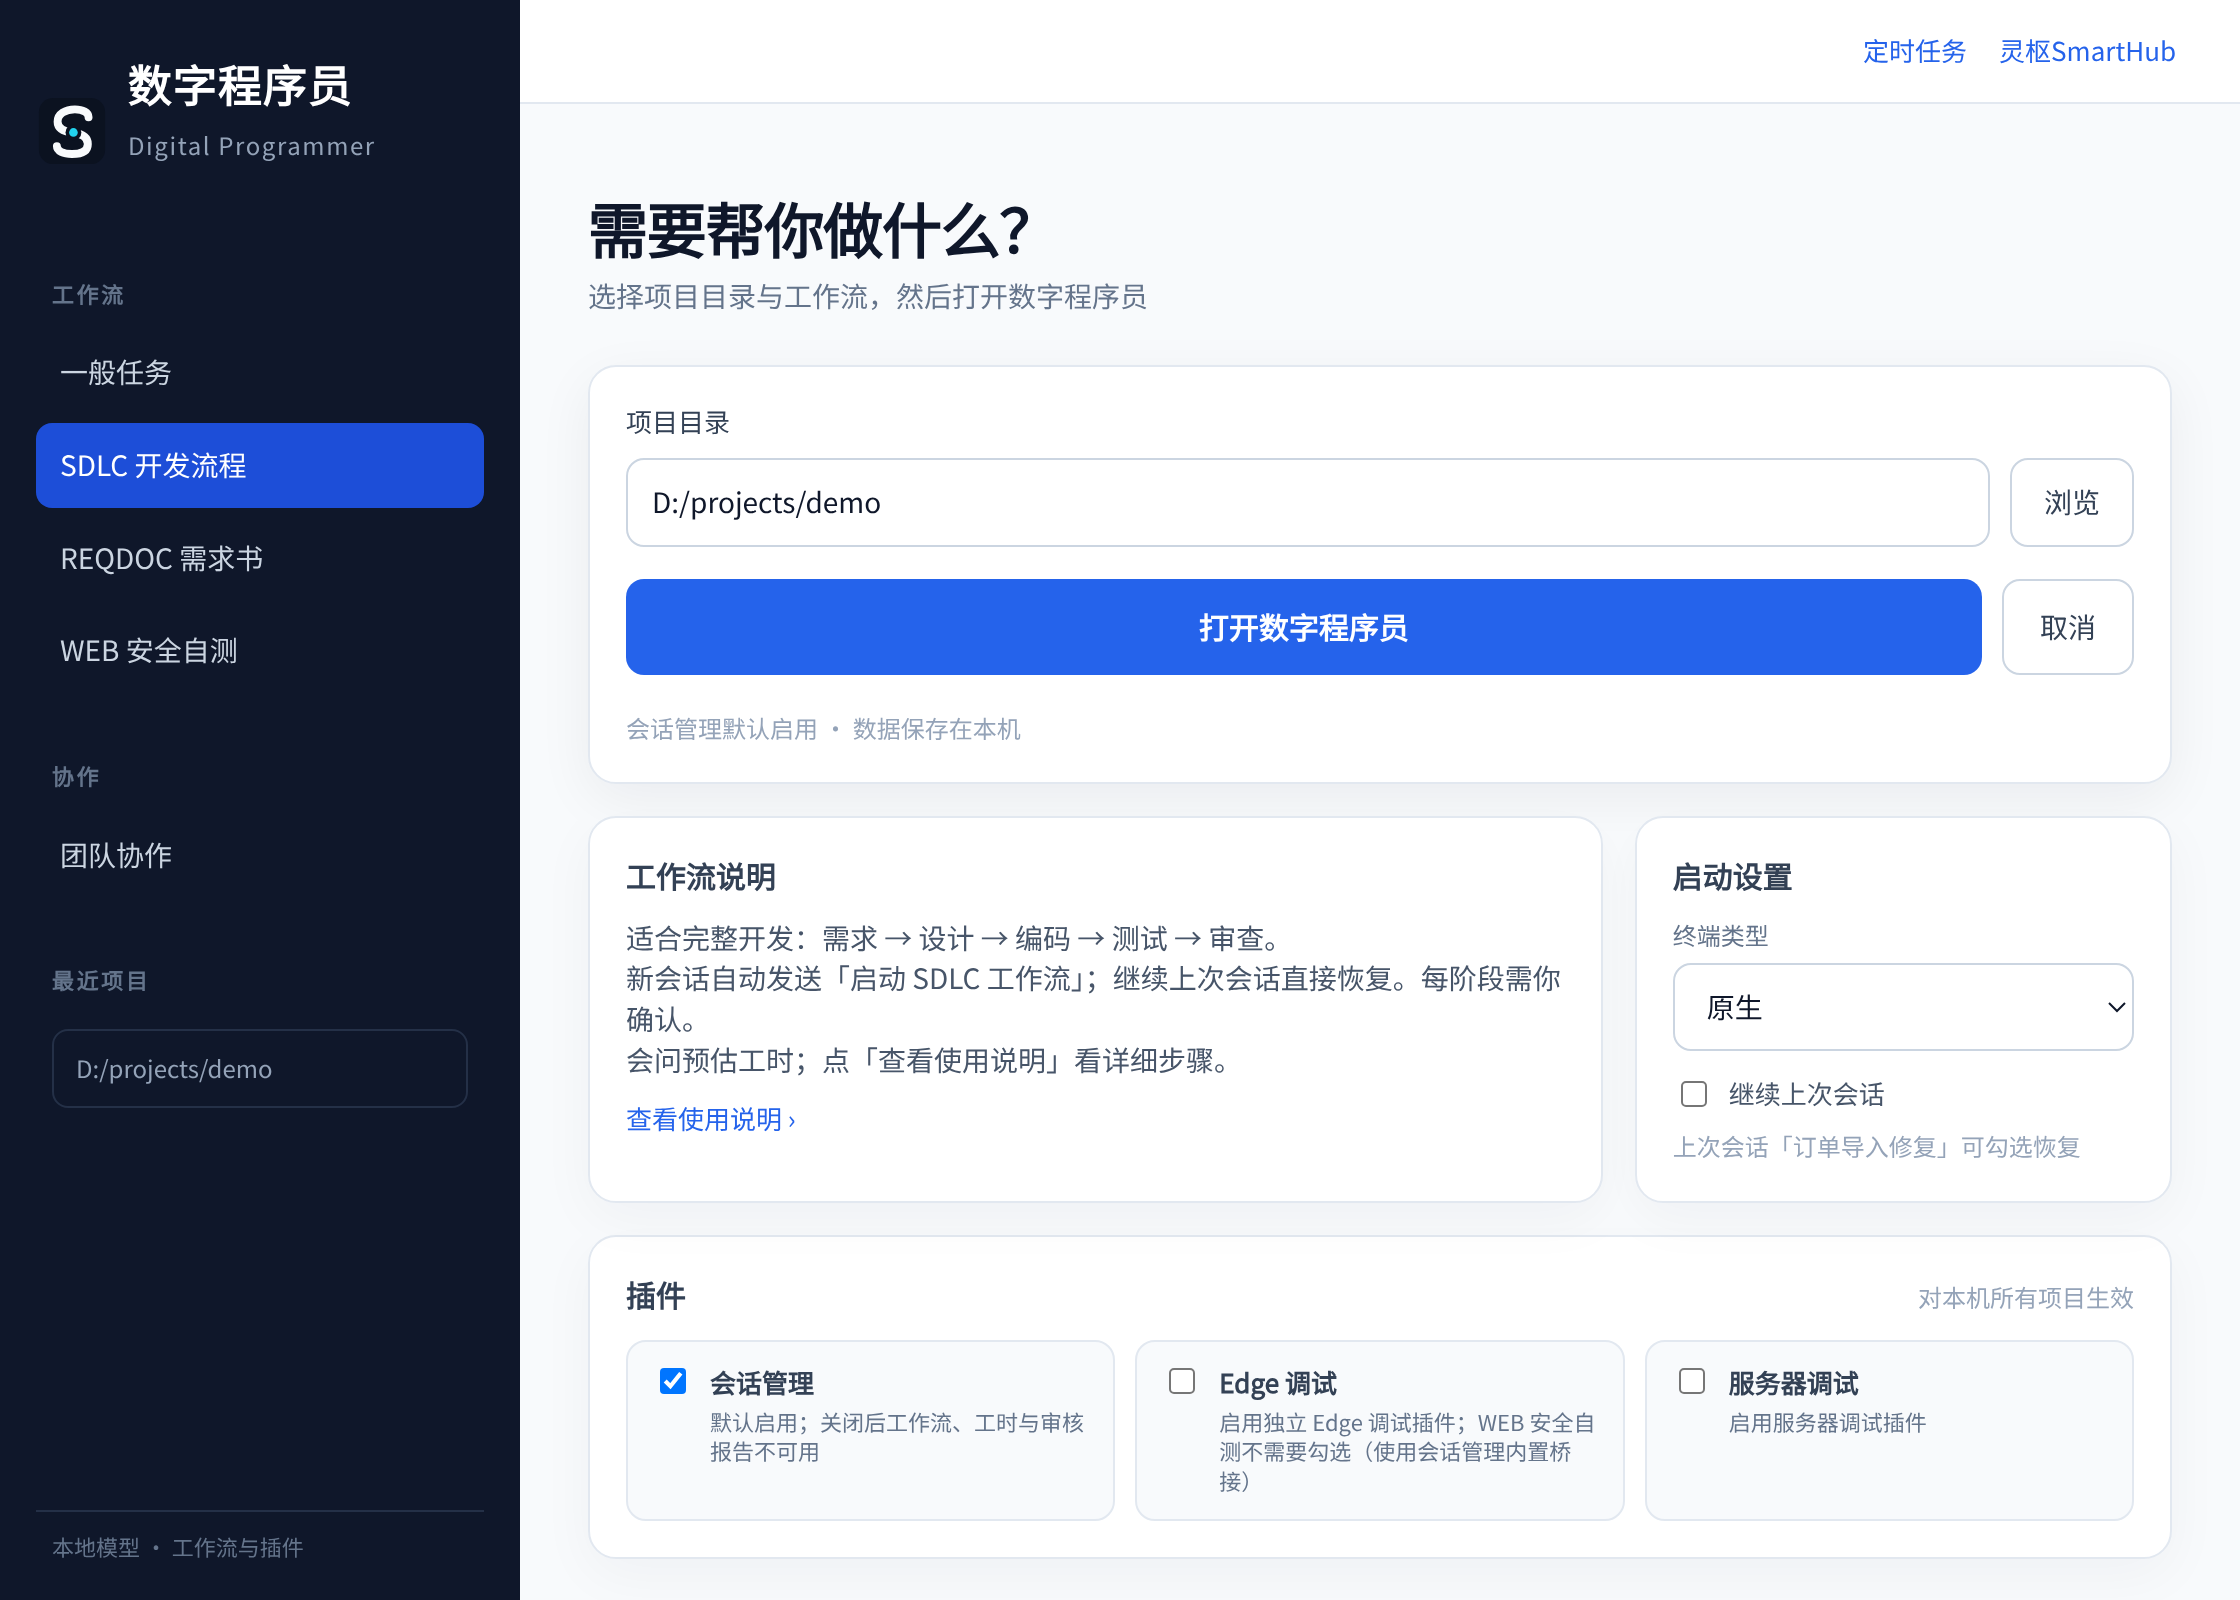 数字程序员
Digital Programmer
工作流
一般任务
SDLC 开发流程
REQDOC 需求书
WEB 安全自测
协作
团队协作
最近项目
D:/projects/demo
本地模型 · 工作流与插件
定时任务 灵枢SmartHub
需要帮你做什么?
选择项目目录与工作流，然后打开数字程序员
项目目录
D:/projects/demo 浏览
打开数字程序员 取消
会话管理默认启用 · 数据保存在本机
工作流说明
适合完整开发：需求 → 设计 → 编码 → 测试 → 审查。
新会话自动发送「启动 SDLC 工作流」；继续上次会话直接恢复。每阶段需你
确认。
会问预估工时；点「查看使用说明」看详细步骤。
查看使用说明 ›
启动设置
终端类型
原生
继续上次会话
上次会话「订单导入修复」可勾选恢复
插件 对本机所有项目生效
会话管理
默认启用；关闭后工作流、工时与审核
报告不可用
Edge 调试
启用独立 Edge 调试插件；WEB 安全自
测不需要勾选（使用会话管理内置桥
接）
服务器调试
启用服务器调试插件